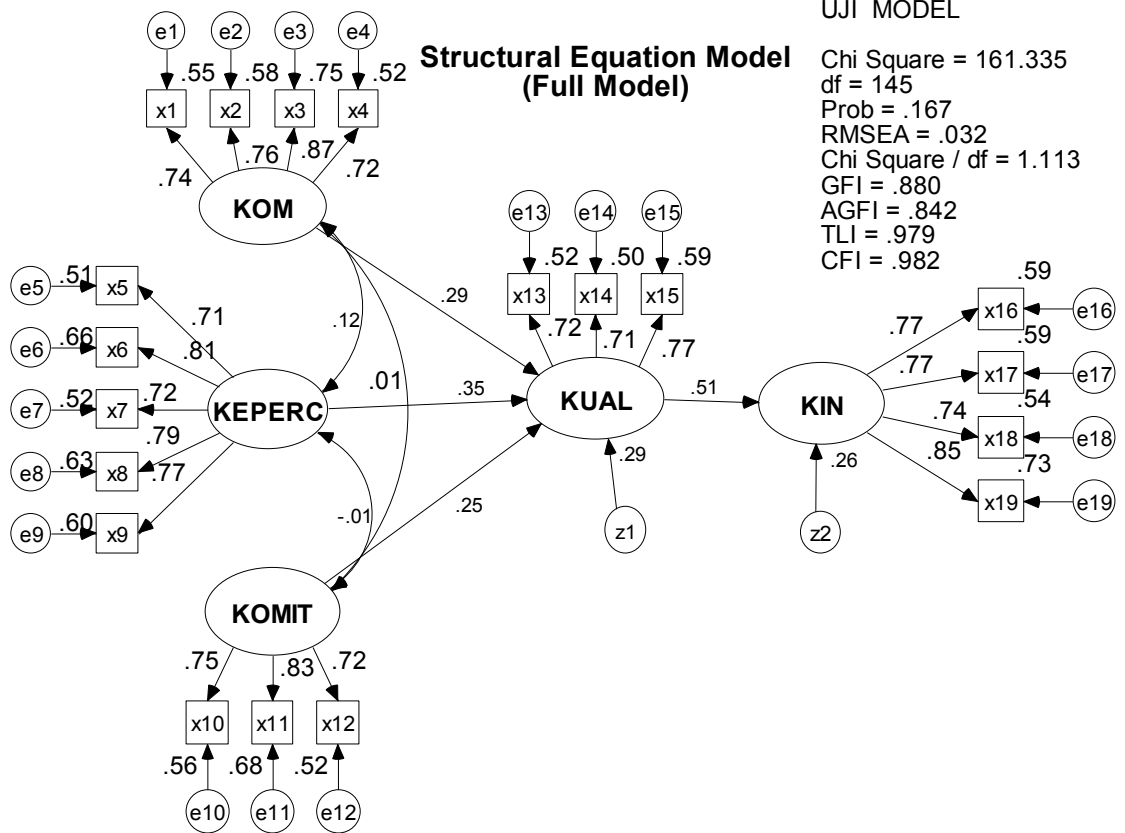 UJI MODEL
Structural Equation Model
(Full Model)
Chi Square = 161.335
df = 145
Prob = .167
RMSEA = .032
Chi Square / df = 1.113
GFI = .880
AGFI = .842
TLI = .979
CFI = .982
e1 e2 e3 e4
.55 .58 .75 .52
x1 x2 x3 x4
.74 .76 .87 .72
KOM
e13 e14 e15
.52 .50 .59
x13 x14 x15
.72 .71 .77
e5 .51 x5
.71
e6 .66 x6
.81
e7 .52 x7 .72
.79
e8 .63 x8
.77
e9 .60 x9
KEPERC
.29
.12
.01
.35
-.01
.25
KUAL
.29
z1
.51
KIN
.26
z2
.59
.77 x16 e16
.59
.77 x17 e17
.54
.74 x18 e18
.73
.85 x19 e19
KOMIT
.75 .83 .72
x10 x11 x12
.56 .68 .52
e10 e11 e12